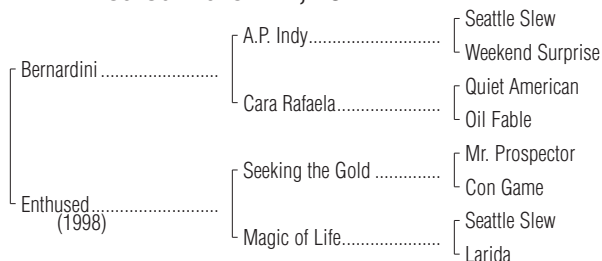 Seattle Slew
A.P. Indy
Weekend Surprise
Bernardini
Quiet American
Cara Rafaela
Oil Fable
Mr. Prospector
Seeking the Gold
Con Game
Enthused
(1998)
Seattle Slew
Magic of Life
Larida